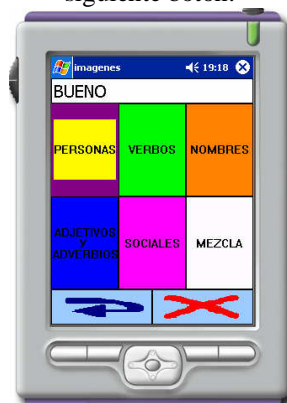 siguiente botón.
imagenes 19:18
BUENO
PERSONAS VERBOS NOMBRES
ADJETIVOS
Y
ADVERBIOS
SOCIALES MEZCLA